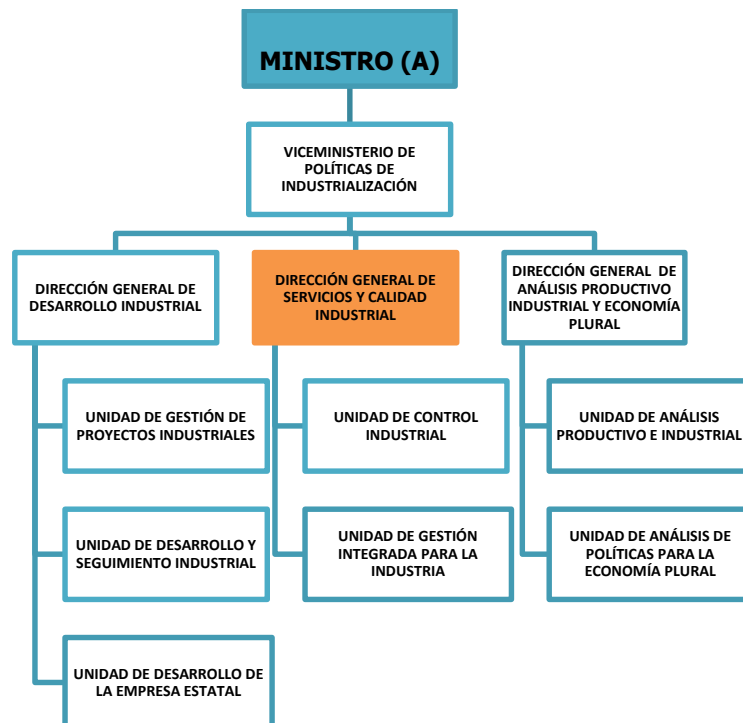 MINISTRO (A)
VICEMINISTERIO DE
POLÍTICAS DE
INDUSTRIALIZACIÓN
DIRECCIÓN GENERAL DE
DESARROLLO INDUSTRIAL
DIRECCIÓN GENERAL DE
SERVICIOS Y CALIDAD
INDUSTRIAL
DIRECCIÓN GENERAL DE
ANÁLISIS PRODUCTIVO
INDUSTRIAL Y ECONOMÍA
PLURAL
UNIDAD DE GESTIÓN DE
PROYECTOS INDUSTRIALES
UNIDAD DE CONTROL
INDUSTRIAL
UNIDAD DE ANÁLISIS
PRODUCTIVO E INDUSTRIAL
UNIDAD DE DESARROLLO Y
SEGUIMIENTO INDUSTRIAL
UNIDAD DE GESTIÓN
INTEGRADA PARA LA
INDUSTRIA
UNIDAD DE ANÁLISIS DE
POLÍTICAS PARA LA
ECONOMÍA PLURAL
UNIDAD DE DESARROLLO DE
LA EMPRESA ESTATAL